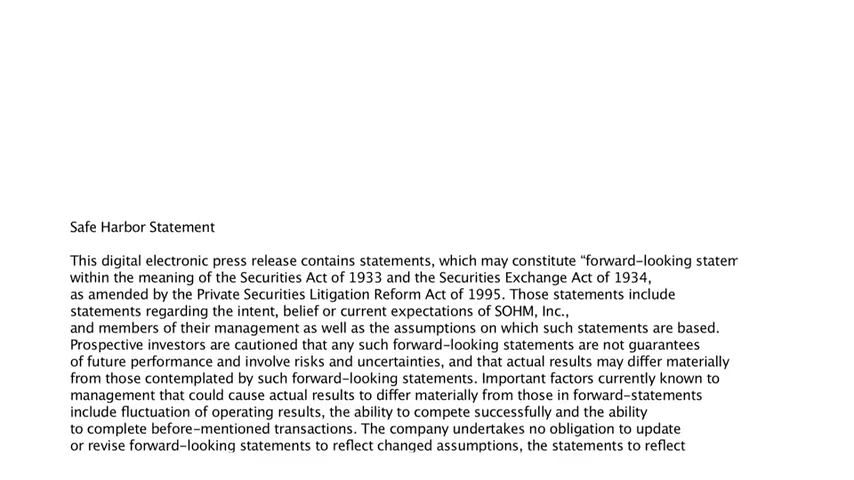 Safe Harbor Statement
This digital electronic press release contains statements, which may constitute “forward-looking
within the meaning of the Securities Act of 1933 and the Securities Exchange Act of 1934,
as amended by the Private Securities Litigation Reform Act of 1995. Those statements include
statements regarding the intent, belief or current expectations of SOHM, Inc.,
and members of their management as well as the assumptions on which such statements are based.
Prospective investors are cautioned that any such forward-looking statements are not guarantees
of future performance and involve risks and uncertainties, and that actual results may differ materially
from those contemplated by such forward-looking statements. Important factors currently known to
management that could cause actual results to differ materially from those in forward-statements
include fluctuation of operating results, the ability to compete successfully and the ability
to complete before-mentioned transactions. The company undertakes no obligation to update
or revise forward-looking statements to reflect changed assumptions, the statements to reflect